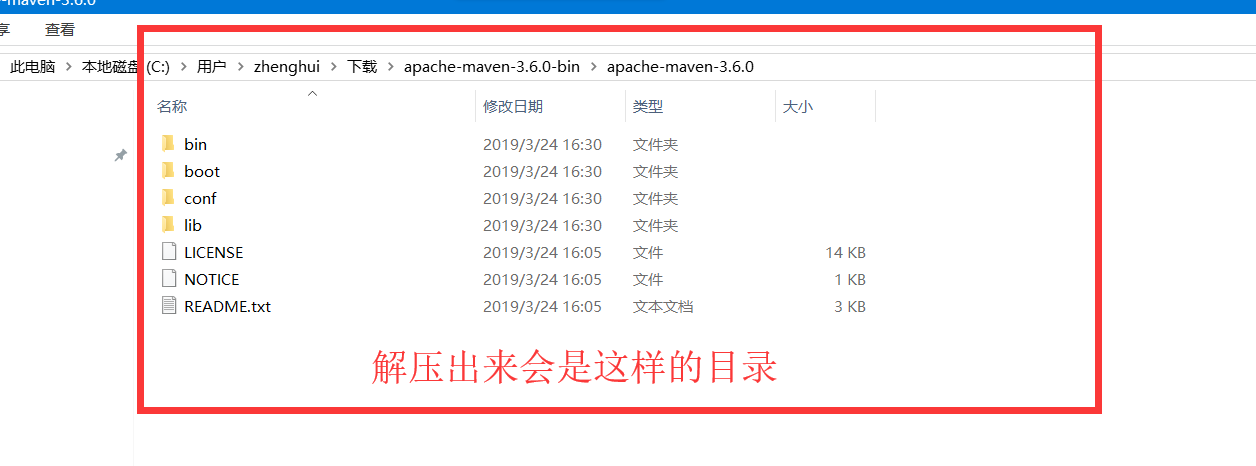 -maven-3.6.0
享 查看
此电脑 > 本地磁盘 (C:) > 用户 > zhenghui > 下载 > apache-maven-3.6.0-bin > apache-maven-3.6.0
名称 修改日期 类型 大小
bin 2019/3/24 16:30 文件夹
boot 2019/3/24 16:30 文件夹
conf 2019/3/24 16:30 文件夹
lib 2019/3/24 16:30 文件夹
LICENSE 2019/3/24 16:05 文件 14 KB
NOTICE 2019/3/24 16:05 文件 1 KB
README.txt 2019/3/24 16:05 文本文档 3 KB
解压出来会是这样的目录